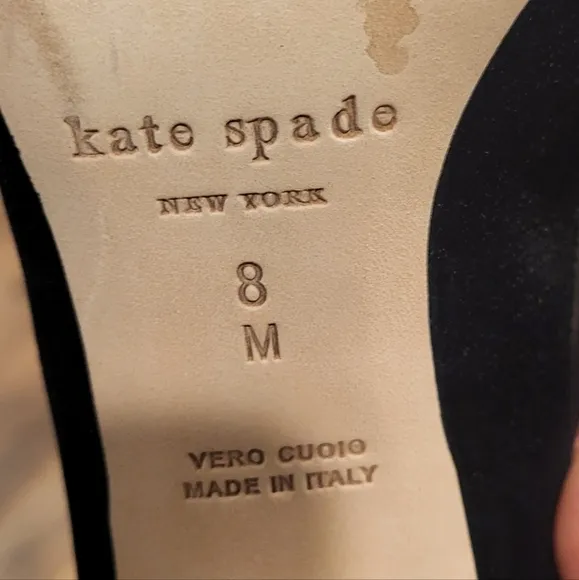 kate spade
NEW YORK
8
M
VERO CUOIO
MADE IN ITALY